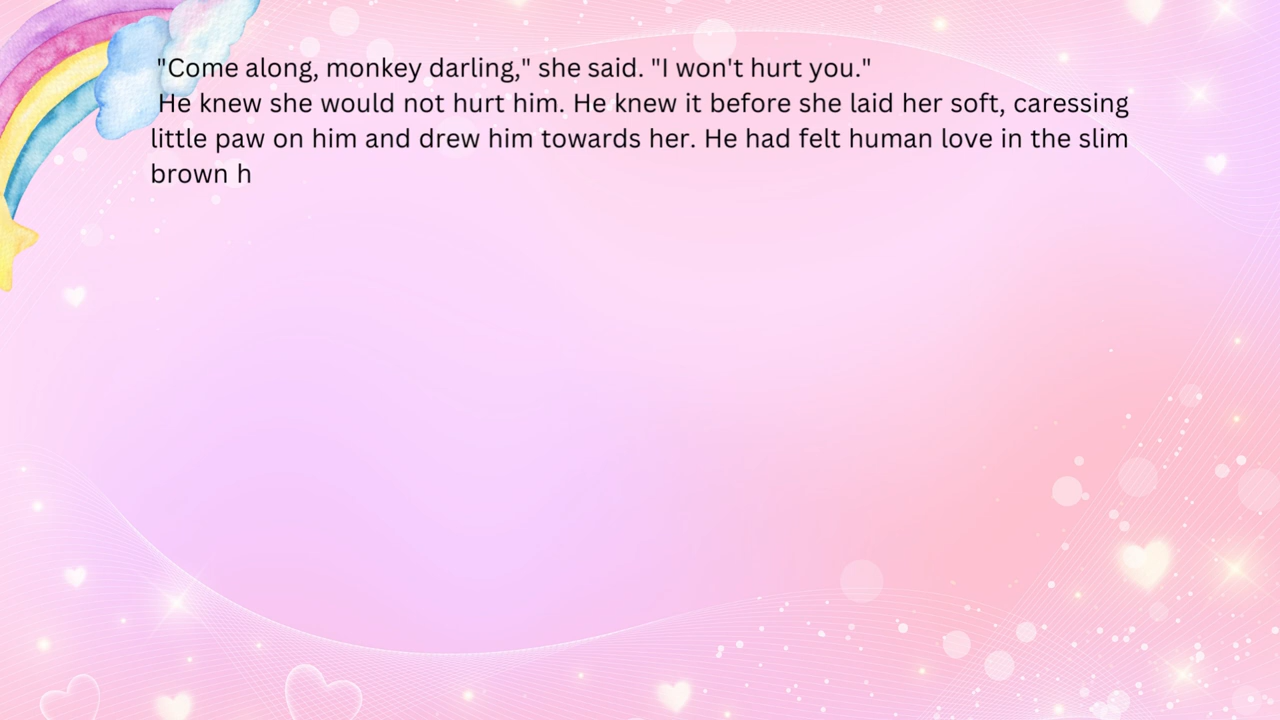 "Come along, monkey darling," she said. "I won't hurt you."
He knew she would not hurt him. He knew it before she laid her soft, caressing
little paw on him and drew him towards her. He had felt human love in the slim
brown h